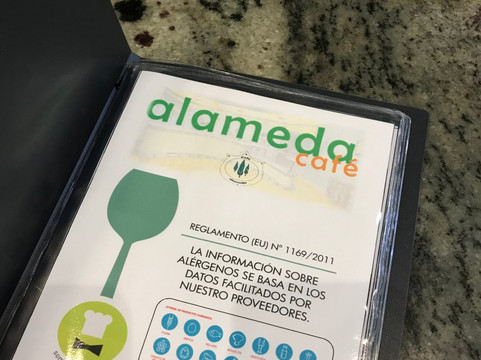 alameda
café
REGLAMENTO (EU) Nº 1169/2011
LA INFORMACIÓN SOBRE
ALÉRGENOS SE BASA EN LOS
DATOS FACILITADOS POR
NUESTRO PROVEEDORES.